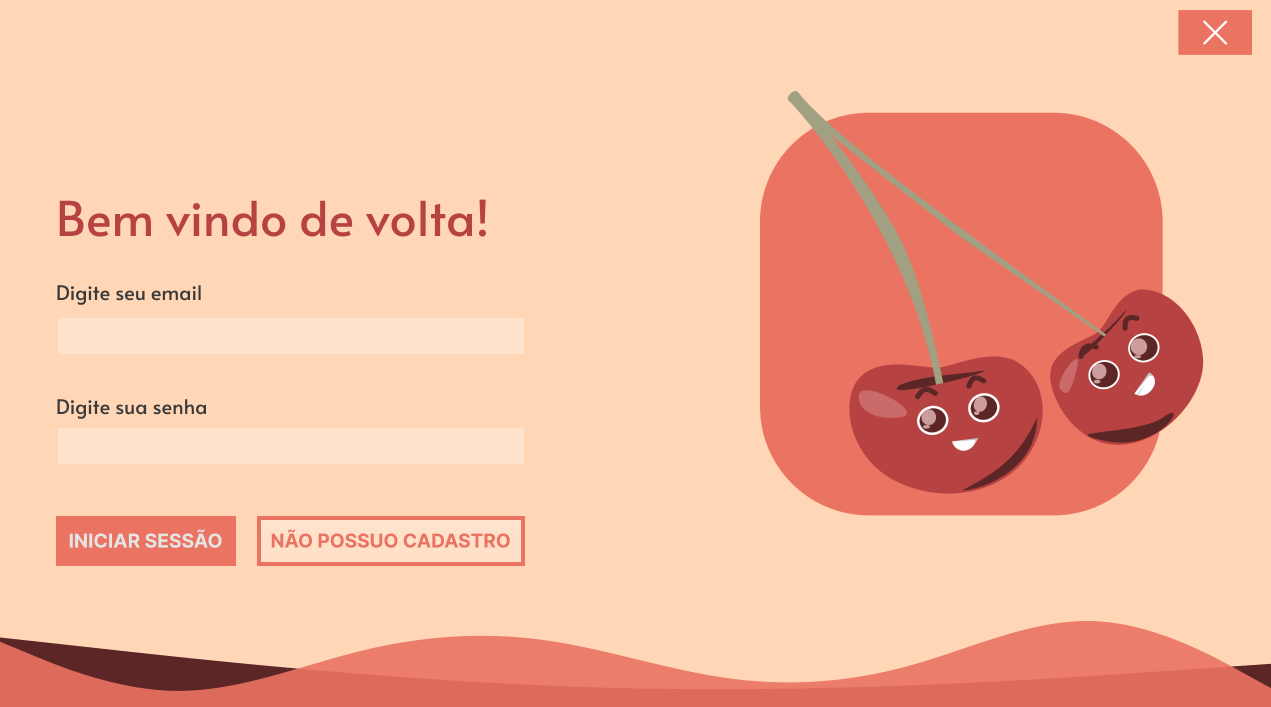 Bem vindo de volta!
Digite seu email
Digite sua senha
INICIAR SESSÃO
NÃO POSSUO CADASTRO